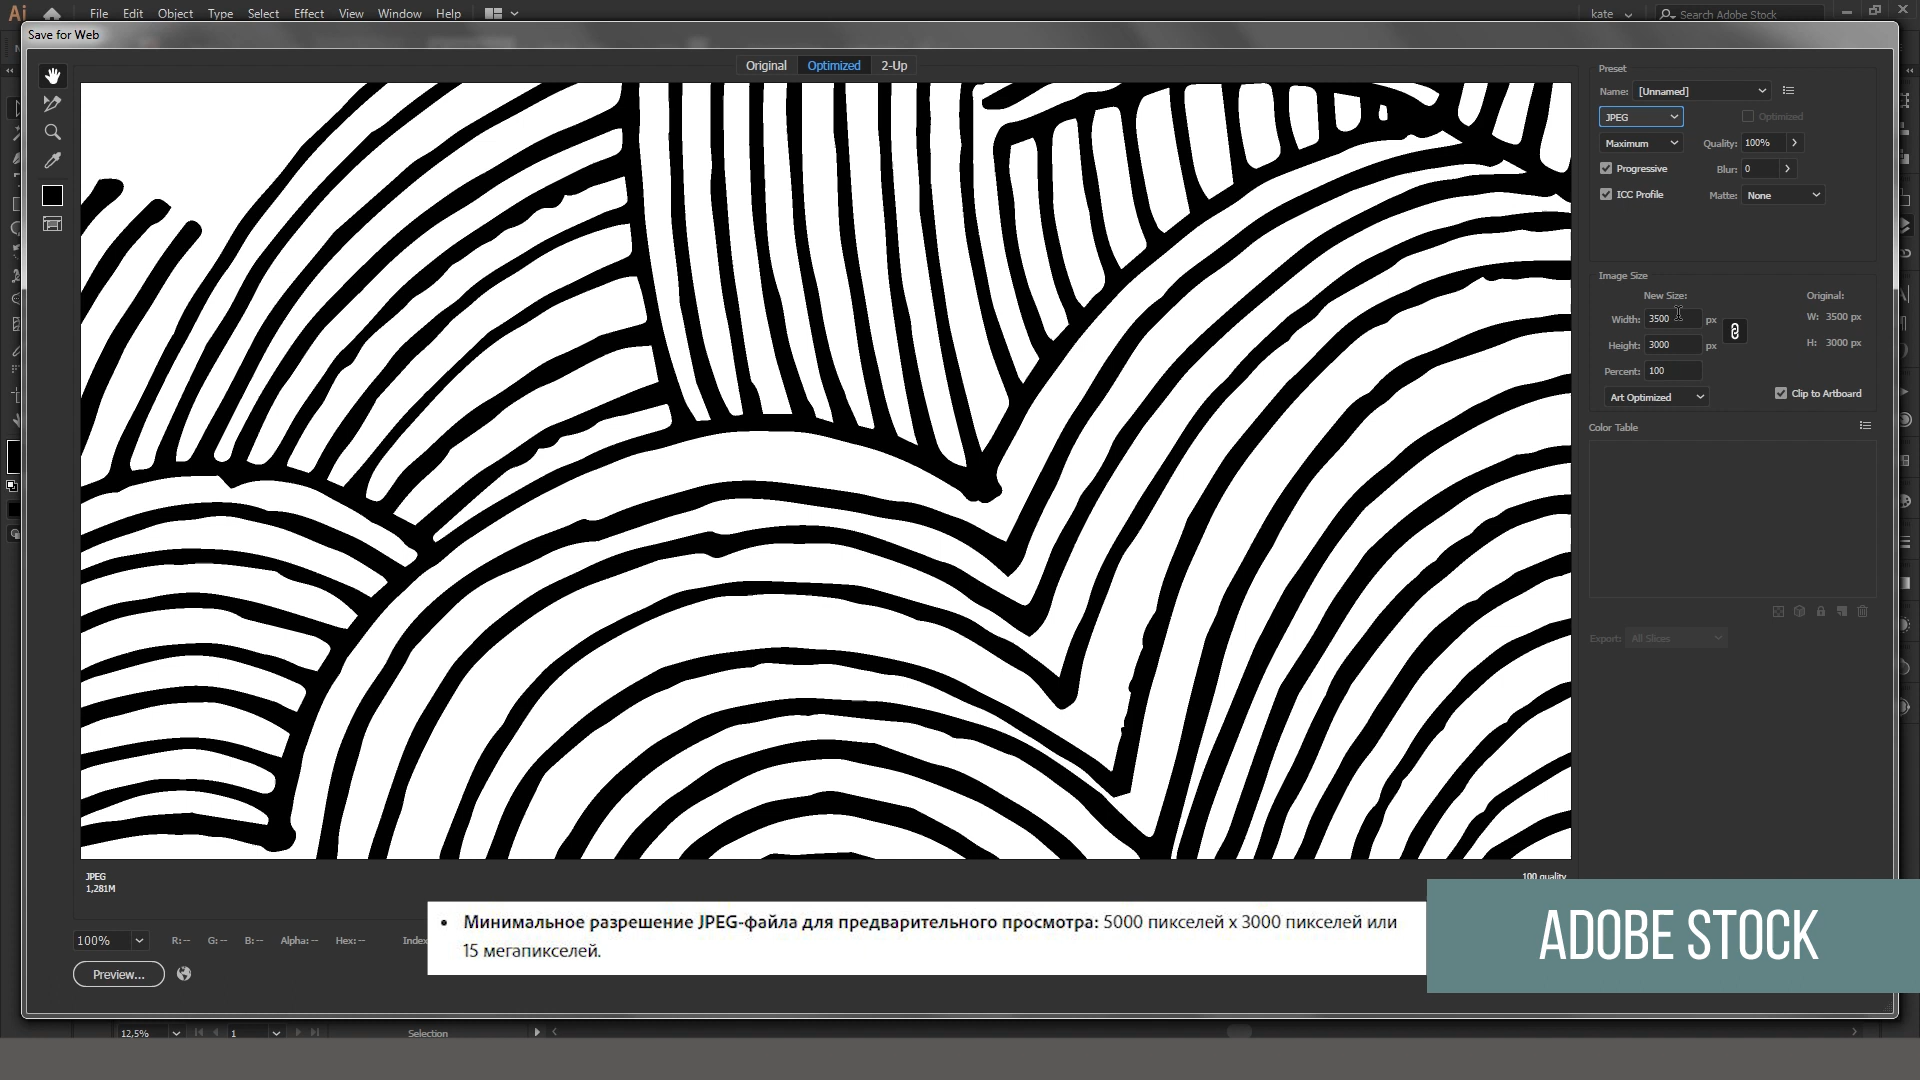 Ai File Edit Object Type Select Effect View Window Help kate Search Adobe Stock
Save for Web
Original Optimized 2-Up
Preset
Name: [Unnamed]
JPEG Optimized
Maximum Quality: 100%
Progressive Blur: 0
ICC Profile Matte: None
Image Size
New Size: Original:
Width: 3500 px W: 3500 px
Height: 3000 px H: 3000 px
Percent: 100
Art Optimized Clip to Artboard
Color Table
Export: All Slices
JPEG 100 quality
1,281M
• Минимальное разрешение JPEG-файла для предварительного просмотра: 5000 пикселей x 3000 пикселей или
15 мегапикселей.
ADOBE STOCK
100% R: -- G: -- B: -- Alpha: -- Hex: -- Index
Preview...
12,5% 1 Selection